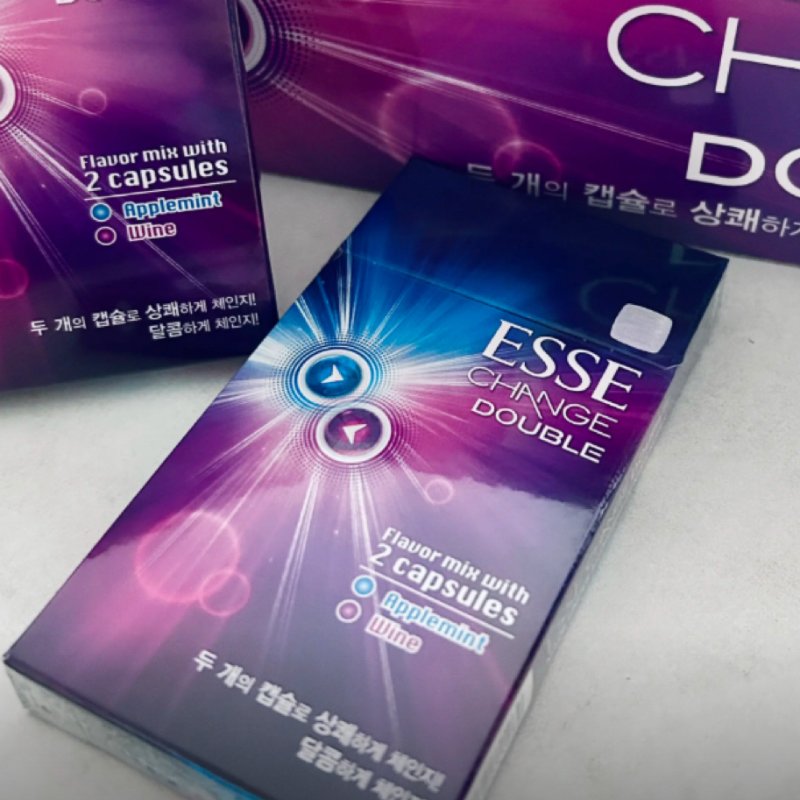 Flavor mix with
2 capsules
Applemint
Wine
두 개의 캡슐로 상쾌하게 체인지!
달콤하게 체인지!
CH
DO
두 개의 캡슐로 상쾌하게
ESSE
CHANGE
DOUBLE
Flavor mix with
2 capsules
Applemint
Wine
두 개의 캡슐로 상쾌하게 체인지!
달콤하게 체인지!